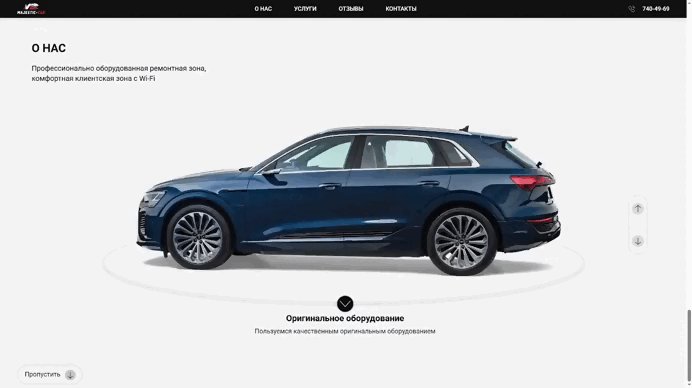 MAJESTIC CAR
О НАС
УСЛУГИ
ОТЗЫВЫ
КОНТАКТЫ
740-49-69
О НАС
Профессионально оборудованная ремонтная зона,
комфортная клиентская зона с Wi-Fi
Оригинальное оборудование
Пользуемся качественным оригинальным оборудованием
Пропустить